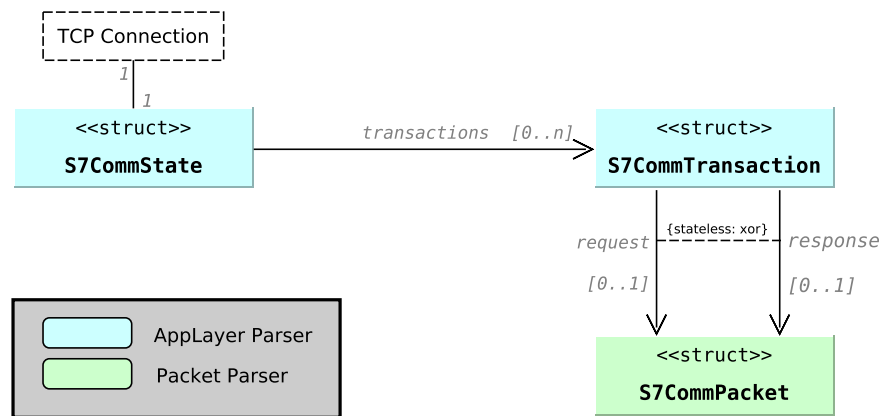 TCP Connection
1
1
<<struct>>
S7CommState
transactions [0..n]
<<struct>>
S7CommTransaction
{stateless: xor}
request
response
[0..1]
[0..1]
<<struct>>
S7CommPacket
AppLayer Parser
Packet Parser